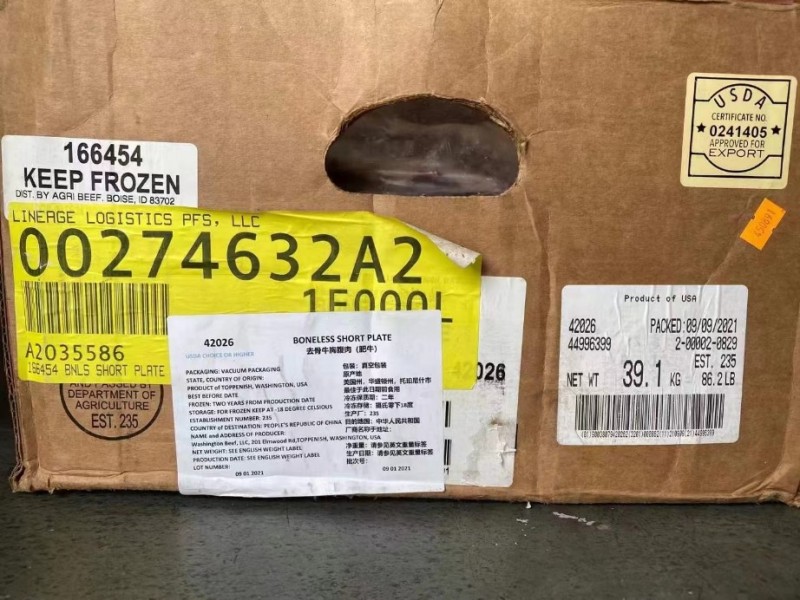 166454
KEEP FROZEN
DIST. BY AGRI BEEF, BOISE, ID 83702
LINEAGE LOGISTICS PFS, LLC
00274632A2
1F000L
A2035586
166454 BNLS SHORT PLATE
AND PASSED BY
DEPARTMENT OF
AGRICULTURE
EST. 235
42026
BONELESS SHORT PLATE
去骨牛胸腹肉（肥牛）
USDA CHOICE OR HIGHER
PACKAGING: VACUUM PACKAGING
STATE, COUNTRY OF ORIGIN:
PRODUCT of TOPPENISH, WASHINGTON, USA
BEST BEFORE DATE
FROZEN: TWO YEARS FROM PRODUCTION DATE
STORAGE: FOR FROZEN KEEP AT -18 DEGREE CELDIOUS
ESTABLISHMENT NUMBER: 235
COUNTRY OF DESTINATION: PEOPLE'S REPUBLIC OF CHINA
NAME and ADDRESS OF PRODUCER
Washington Beef, LLC, 201 Elmwood Rd,TOPPENISH, WASHINGTON, USA
NET WEIGHT: SEE ENGLISH WEIGHT LABEL
PRODUCTION DATE: SEE ENGLISH WEIGHT LABEL
LOT NUMBER:
09 01 2021
包装：真空包装
原产地
美国州，华盛顿州，托扣尼什市
最佳于此日期前食用
冷冻保质期：二年
冷冻存储：摄氏零下18度
生产厂：235
目的地国：中华人民共和国
厂商名称于地址：
净重量：请参见英文重量标签
生产日期：请参见英文重量标签
批次号：
09 01 2021
42026
USDA
CERTIFICATE NO.
0241405
APPROVED FOR
EXPORT
Product of USA
42026
PACKED:09/09/2021
44996399
2-00002-0829
EST. 235
NET WT 39.1 KG 86.2LB